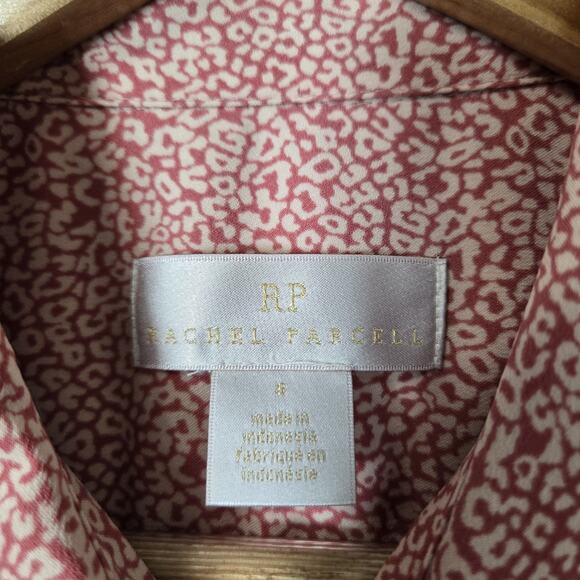 RP
RACHEL PARCELL
made in
indonesia
fabriqué en
indonésie